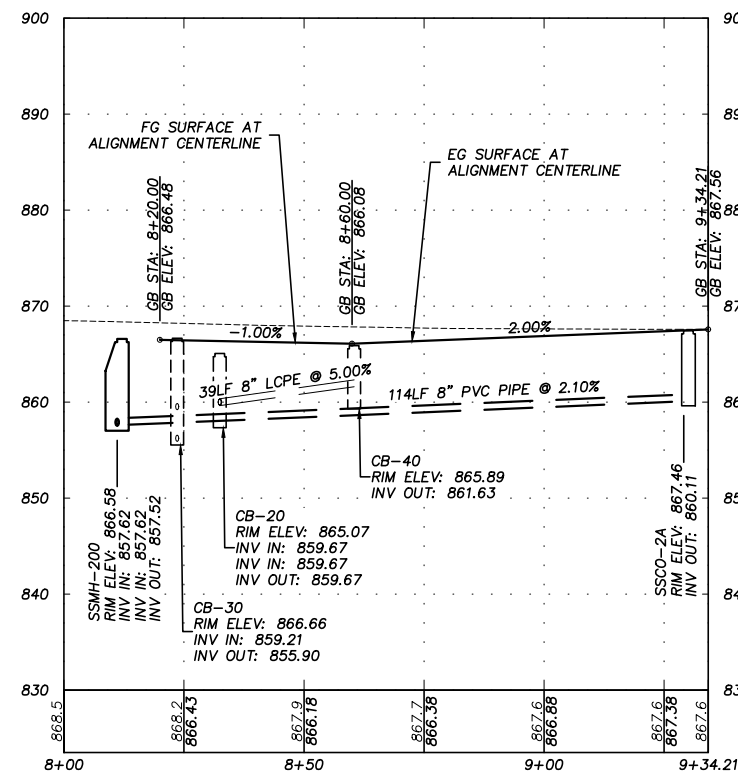 900
90
890
89
880
88
870
87
860
86
850
85
840
84
830
83
FG SURFACE AT
ALIGNMENT CENTERLINE
EG SURFACE AT
ALIGNMENT CENTERLINE
GB STA: 8+20.00
GB ELEV: 866.48
GB STA: 8+60.00
GB ELEV: 866.08
GB STA: 9+34.21
GB ELEV: 867.56
-1.00%
2.00%
39LF 8" LCPE @ 5.00%
114LF 8" PVC PIPE @ 2.10%
CB-40
RIM ELEV: 865.89
INV OUT: 861.63
CB-20
RIM ELEV: 865.07
INV IN: 859.67
INV IN: 859.67
INV OUT: 859.67
CB-30
RIM ELEV: 866.66
INV IN: 859.21
INV OUT: 855.90
SSMH-200
RIM ELEV: 866.58
INV IN: 857.62
INV IN: 857.62
INV OUT: 857.52
SSCO-2A
RIM ELEV: 867.46
INV OUT: 860.11
868.5
868.2
866.43
867.9
866.18
867.7
866.38
867.6
866.88
867.6
867.38
867.6
8+00
8+50
9+00
9+34.21